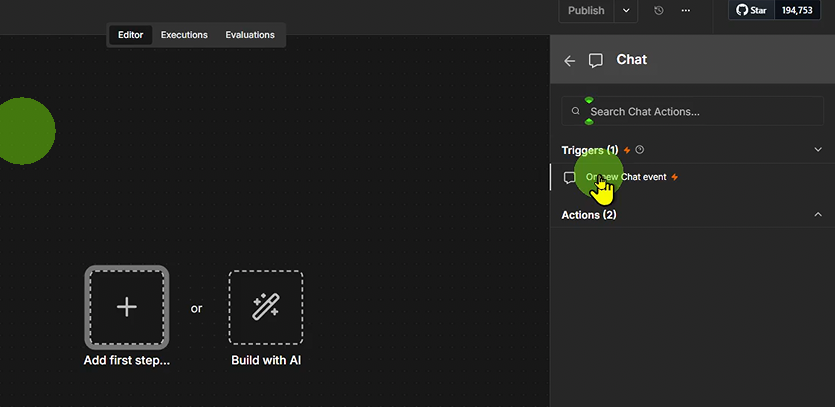 Publish
Star 194,753
Editor Executions Evaluations
Chat
Search Chat Actions...
Triggers (1)
On new Chat event
Actions (2)
or
Add first step...
Build with AI